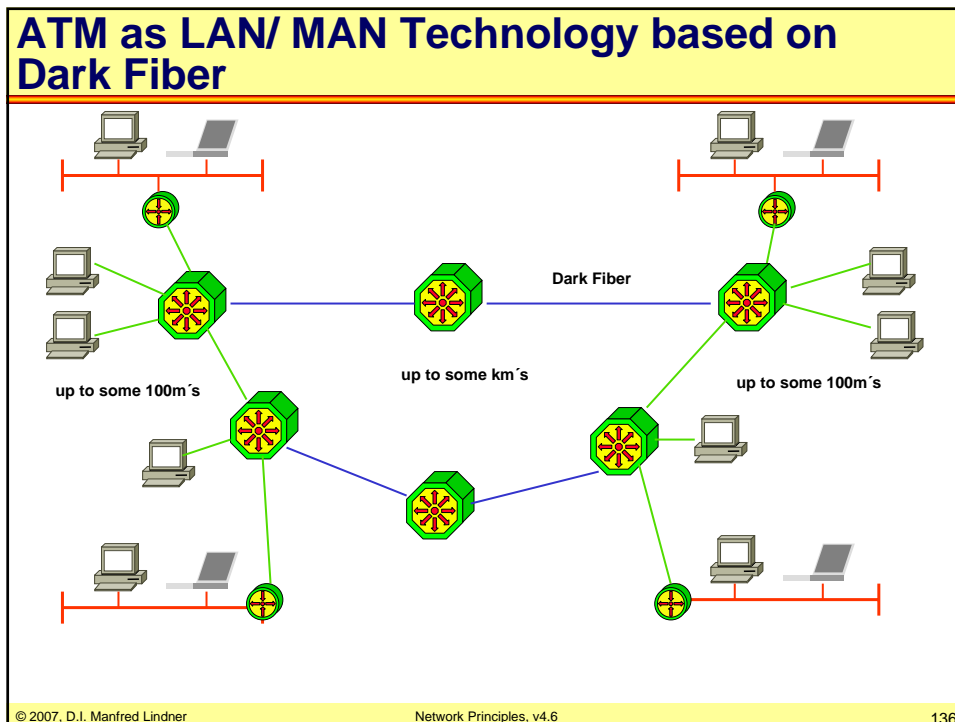 ATM as LAN/ MAN Technology based on
Dark Fiber
Dark Fiber
up to some 100m´s
up to some km´s
up to some 100m´s
© 2007, D.I. Manfred Lindner
Network Principles, v4.6
136